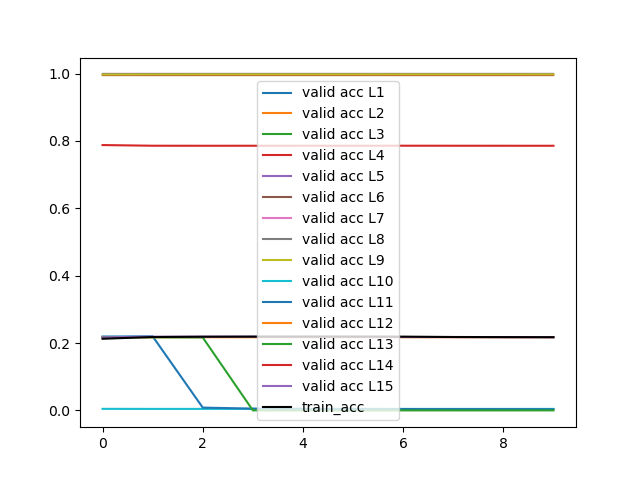 1.0
0.8
0.6
0.4
0.2
0.0
valid acc L1
valid acc L2
valid acc L3
valid acc L4
valid acc L5
valid acc L6
valid acc L7
valid acc L8
valid acc L9
valid acc L10
valid acc L11
valid acc L12
valid acc L13
valid acc L14
valid acc L15
train_acc
0 2 4 6 8